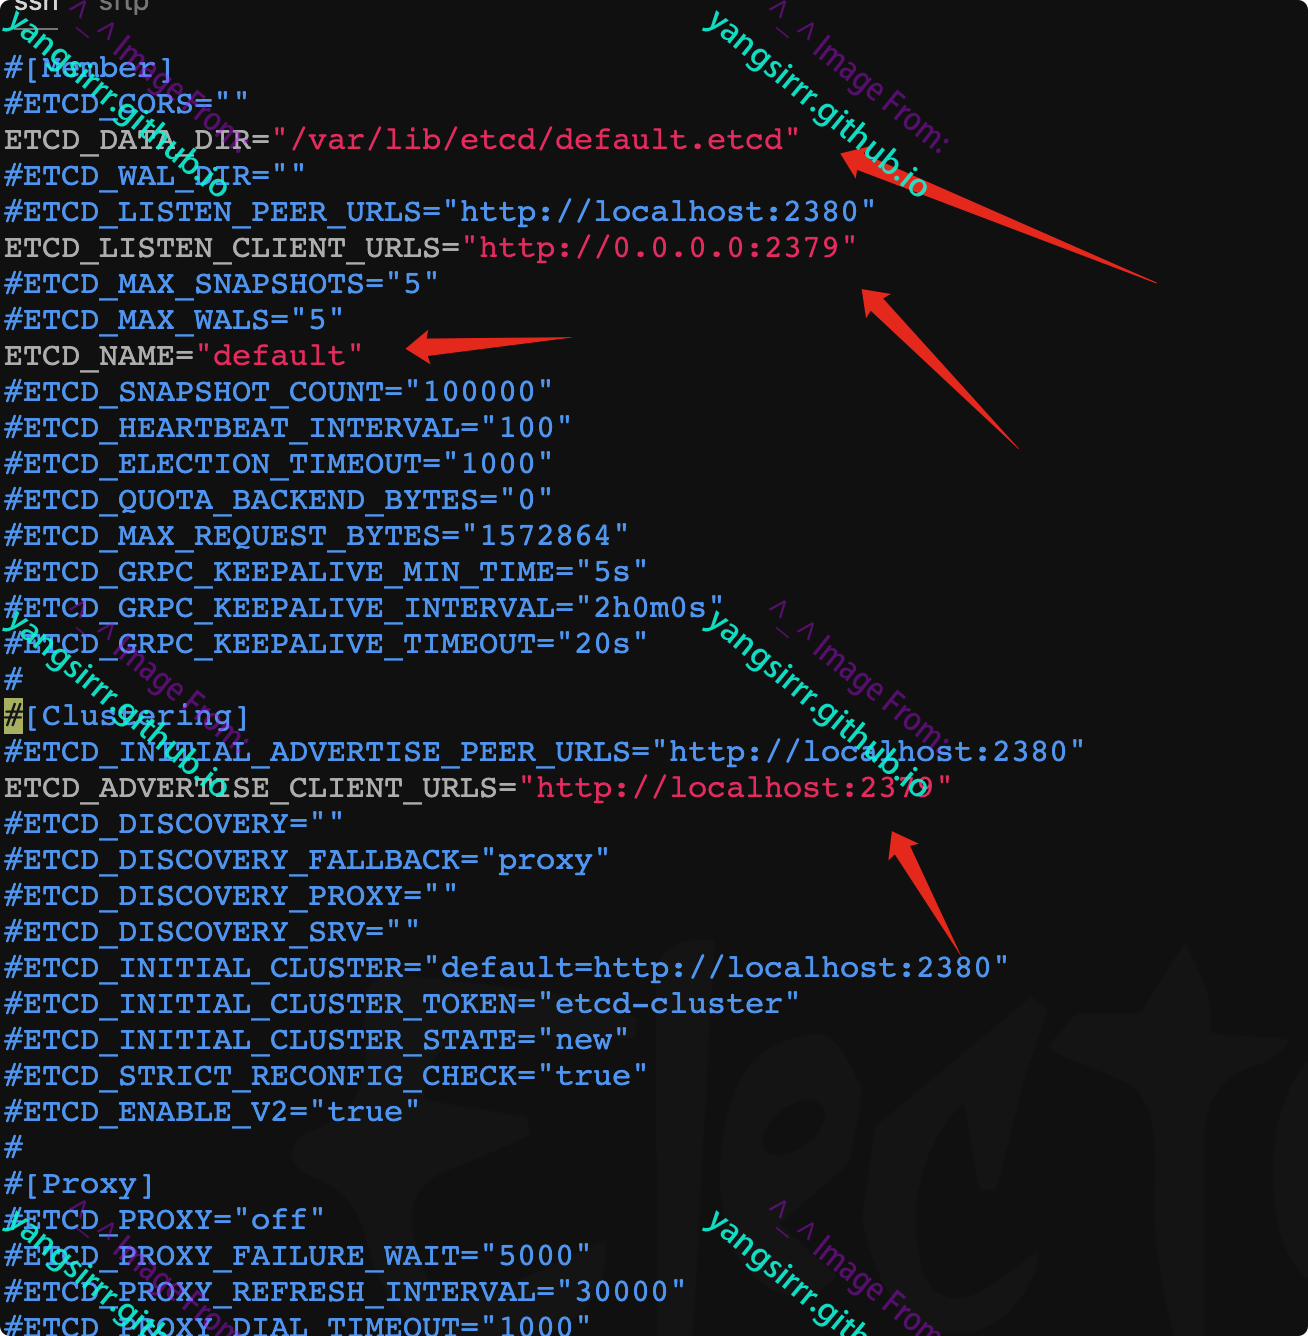 ssh sftp
#[Member]
#ETCD_CORS=""
ETCD_DATA_DIR="/var/lib/etcd/default.etcd"
#ETCD_WAL_DIR=""
#ETCD_LISTEN_PEER_URLS="http://localhost:2380"
ETCD_LISTEN_CLIENT_URLS="http://0.0.0.0:2379"
#ETCD_MAX_SNAPSHOTS="5"
#ETCD_MAX_WALS="5"
ETCD_NAME="default"
#ETCD_SNAPSHOT_COUNT="100000"
#ETCD_HEARTBEAT_INTERVAL="100"
#ETCD_ELECTION_TIMEOUT="1000"
#ETCD_QUOTA_BACKEND_BYTES="0"
#ETCD_MAX_REQUEST_BYTES="1572864"
#ETCD_GRPC_KEEPALIVE_MIN_TIME="5s"
#ETCD_GRPC_KEEPALIVE_INTERVAL="2h0m0s"
#ETCD_GRPC_KEEPALIVE_TIMEOUT="20s"
#
#[Clustering]
#ETCD_INITIAL_ADVERTISE_PEER_URLS="http://localhost:2380"
ETCD_ADVERTISE_CLIENT_URLS="http://localhost:2379"
#ETCD_DISCOVERY=""
#ETCD_DISCOVERY_FALLBACK="proxy"
#ETCD_DISCOVERY_PROXY=""
#ETCD_DISCOVERY_SRV=""
#ETCD_INITIAL_CLUSTER="default=http://localhost:2380"
#ETCD_INITIAL_CLUSTER_TOKEN="etcd-cluster"
#ETCD_INITIAL_CLUSTER_STATE="new"
#ETCD_STRICT_RECONFIG_CHECK="true"
#ETCD_ENABLE_V2="true"
#
#[Proxy]
#ETCD_PROXY="off"
#ETCD_PROXY_FAILURE_WAIT="5000"
#ETCD_PROXY_REFRESH_INTERVAL="30000"
#ETCD_PROXY_DIAL_TIMEOUT="1000"
^_^ Image From:
yangsirrr.github.io
^_^ Image From:
yangsirrr.github.io
^_^ Image From:
yangsirrr.github.io
^_^ Image From:
yangsirrr.github.io
^_^ Image From
yangsirrr.gith
^_^ Image From:
yangsirrr.gith